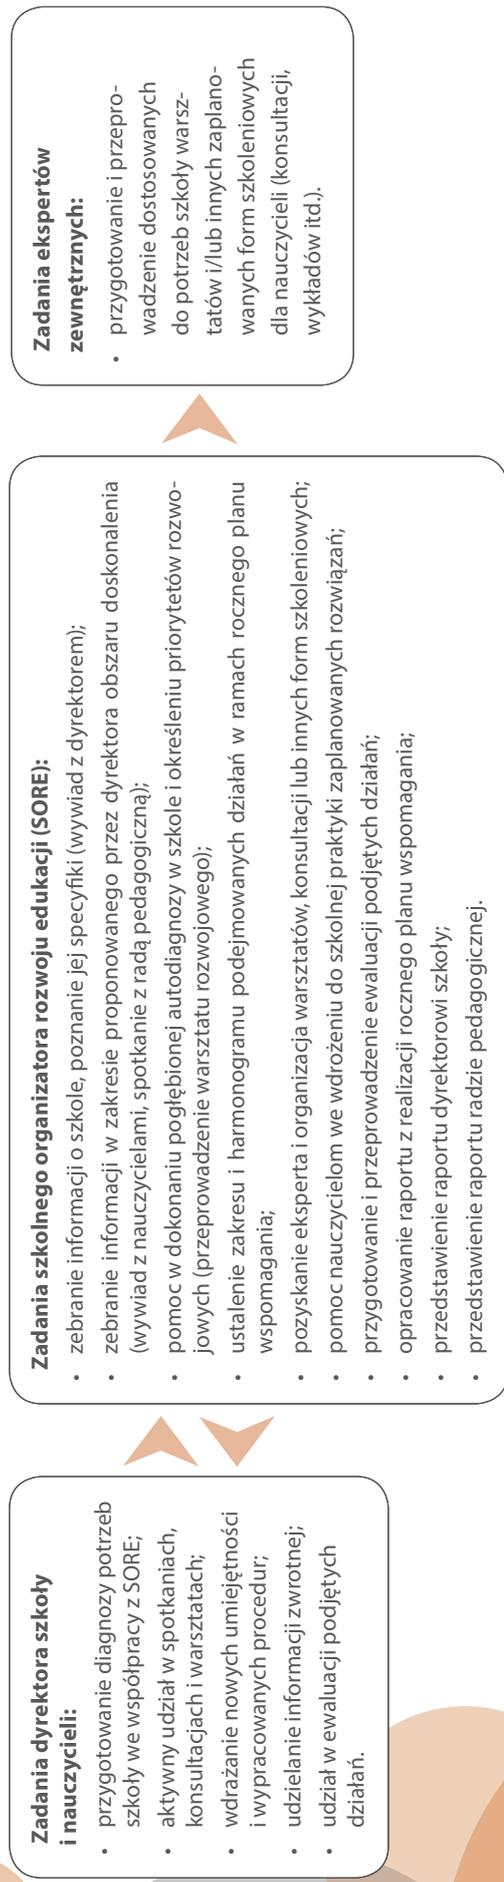 Zadania dyrektora szkoły
i nauczycieli:
• przygotowanie diagnozy potrzeb
szkoły we współpracy z SORE;
• aktywny udział w spotkaniach,
konsultacjach i warsztatach;
• wdrażanie nowych umiejętności
i wypracowanych procedur;
• udzielanie informacji zwrotnej;
• udział w ewaluacji podjętych
działań.
Zadania szkolnego organizatora rozwoju edukacji (SORE):
• zebranie informacji o szkole, poznanie jej specyfiki (wywiad z dyrektorem);
• zebranie informacji w zakresie proponowanego przez dyrektora obszaru doskonalenia
(wywiad z nauczycielami, spotkanie z radą pedagogiczną);
• pomoc w dokonaniu pogłębionej autodiagnozy w szkole i określeniu priorytetów rozwo-
jowych (przeprowadzenie warsztatu rozwojowego);
• ustalenie zakresu i harmonogramu podejmowanych działań w ramach rocznego planu
wspomagania;
• pozyskanie eksperta i organizacja warsztatów, konsultacji lub innych form szkoleniowych;
• pomoc nauczycielom we wdrożeniu do szkolnej praktyki zaplanowanych rozwiązań;
• przygotowanie i przeprowadzenie ewaluacji podjętych działań;
• opracowanie raportu z realizacji rocznego planu wspomagania;
• przedstawienie raportu dyrektorowi szkoły;
• przedstawienie raportu radzie pedagogicznej.
Zadania ekspertów
zewnętrznych:
• przygotowanie i przepro-
wadzenie dostosowanych
do potrzeb szkoły warsz-
tatów i/lub innych zaplano-
wanych form szkoleniowych
dla nauczycieli (konsultacji,
wykładów itd.).